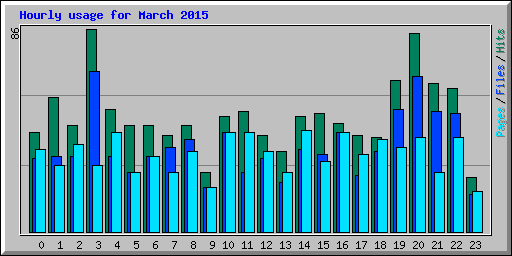 Hourly usage for March 2015
86
Pages / Files / Hits
0 1 2 3 4 5 6 7 8 9 10 11 12 13 14 15 16 17 18 19 20 21 22 23